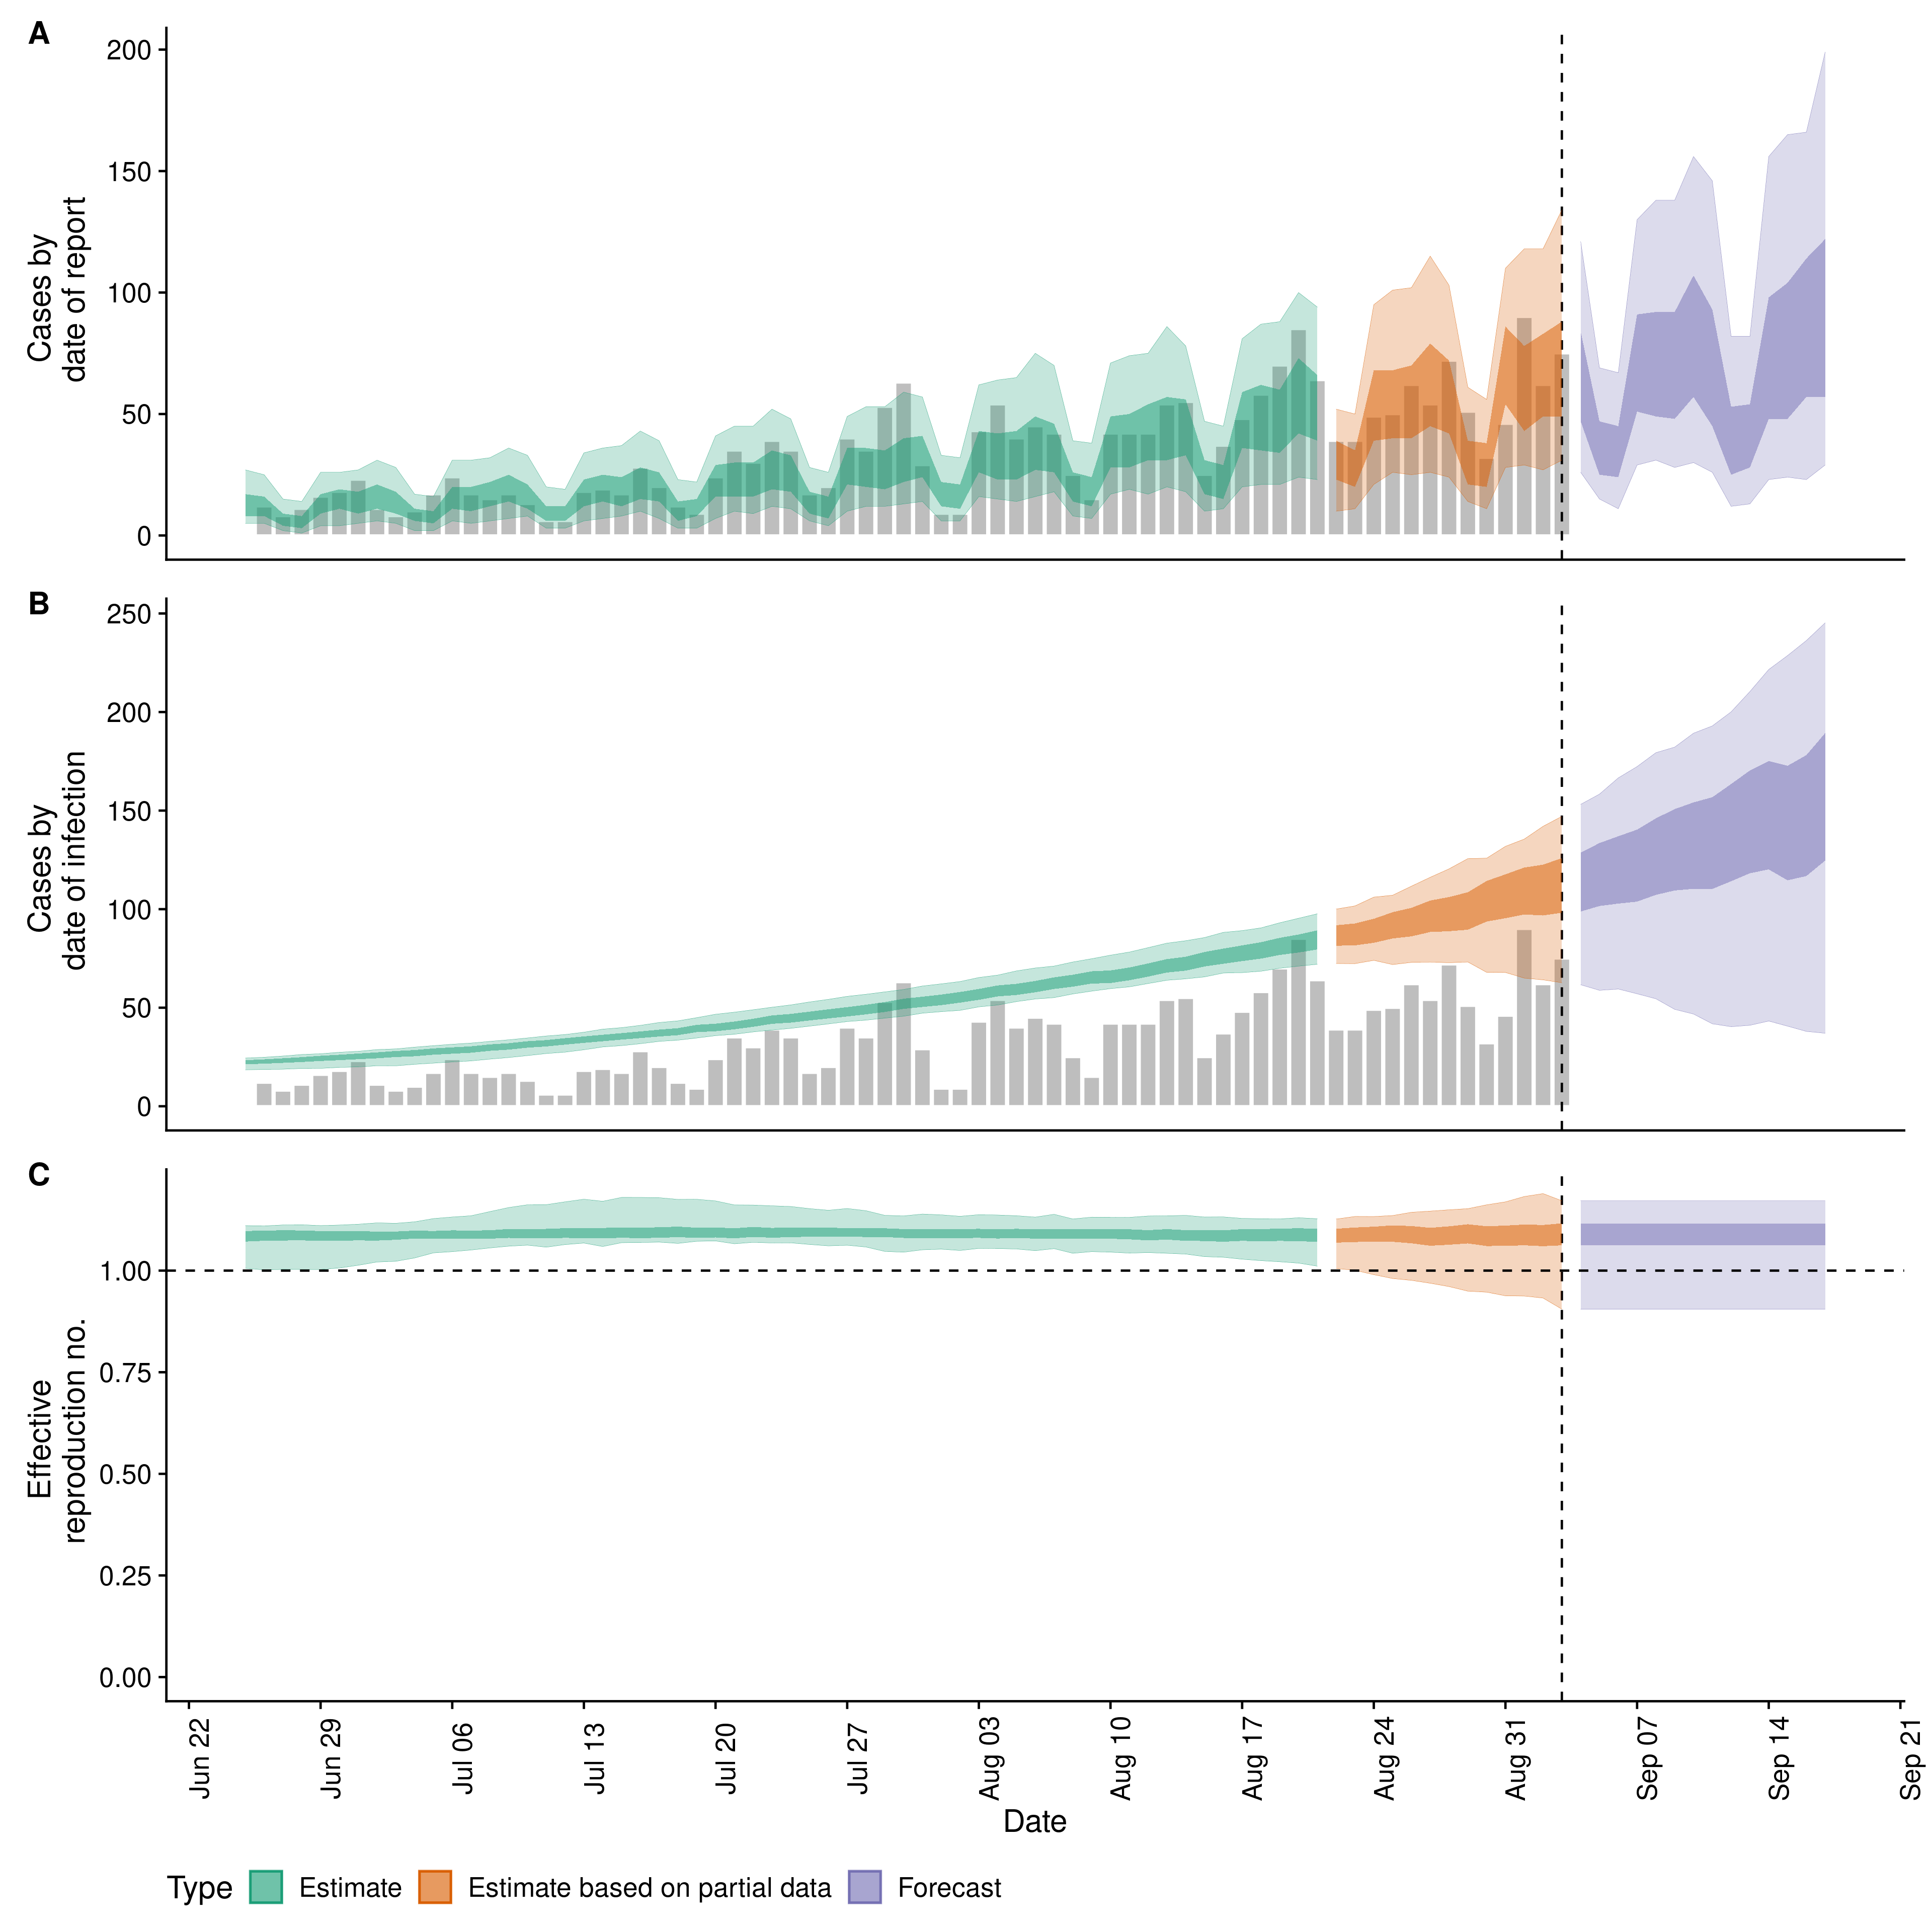 A
200
150
100
50
0
Cases by
date of report
B
250
200
150
100
50
0
Cases by
date of infection
C
1.00
0.75
0.50
0.25
0.00
Effective
reproduction no.
Jun 22
Jun 29
Jul 06
Jul 13
Jul 20
Jul 27
Aug 03
Aug 10
Aug 17
Aug 24
Aug 31
Sep 07
Sep 14
Sep 21
Date
Type Estimate Estimate based on partial data Forecast